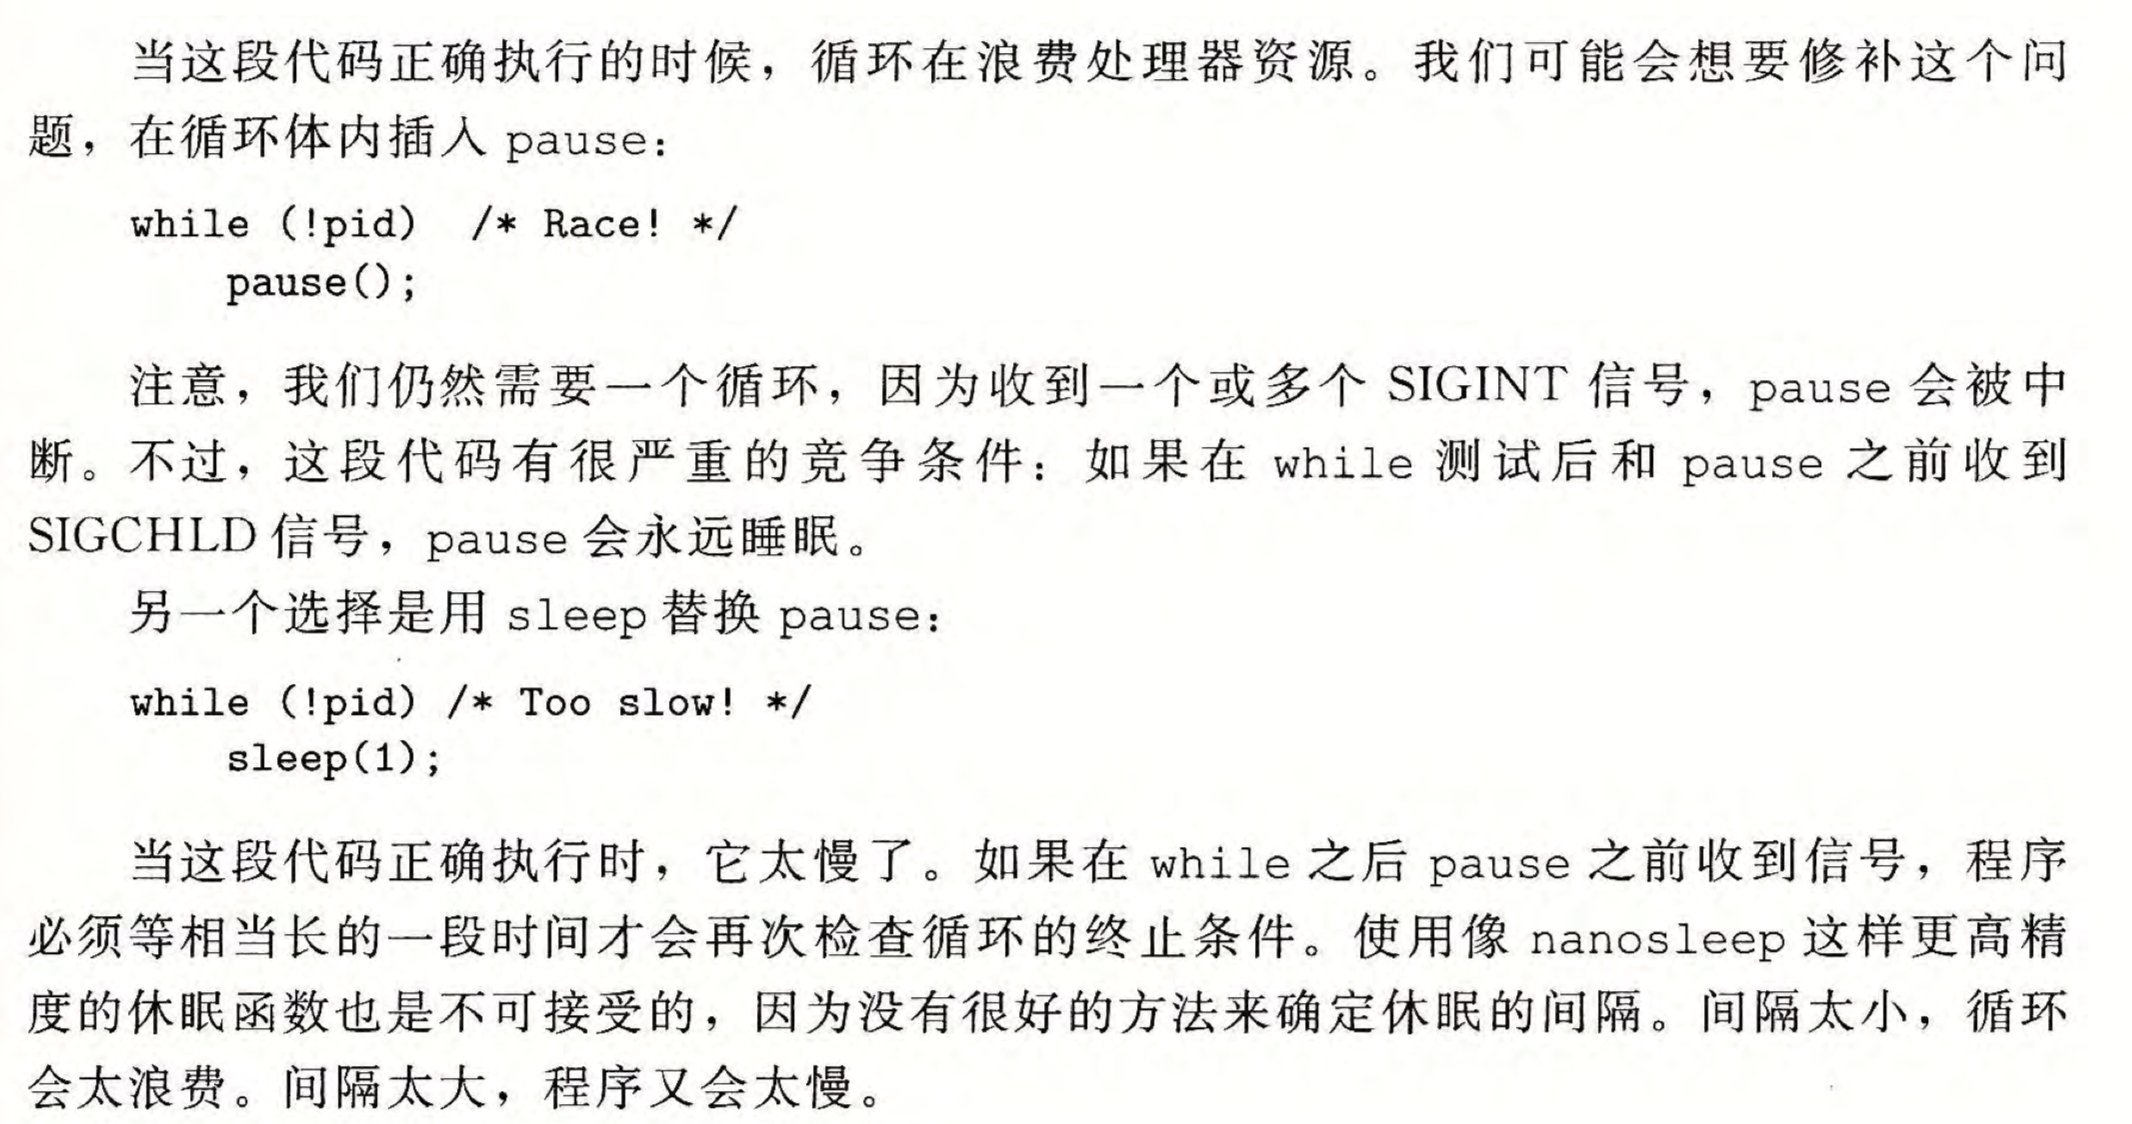 当这段代码正确执行的时候，循环在浪费处理器资源。我们可能会想要修补这个问
题，在循环体内插入 pause：
while (!pid)  /* Race! */
    pause();
注意，我们仍然需要一个循环，因为收到一个或多个 SIGINT 信号，pause 会被中
断。不过，这段代码有很严重的竞争条件：如果在 while 测试后和 pause 之前收到
SIGCHLD 信号，pause 会永远睡眠。
另一个选择是用 sleep 替换 pause：
while (!pid) /* Too slow! */
    sleep(1);
当这段代码正确执行时，它太慢了。如果在 while 之后 pause 之前收到信号，程序
必须等相当长的一段时间才会再次检查循环的终止条件。使用像 nanosleep 这样更高精
度的休眠函数也是不可接受的，因为没有很好的方法来确定休眠的间隔。间隔太小，循环
会太浪费。间隔太大，程序又会太慢。